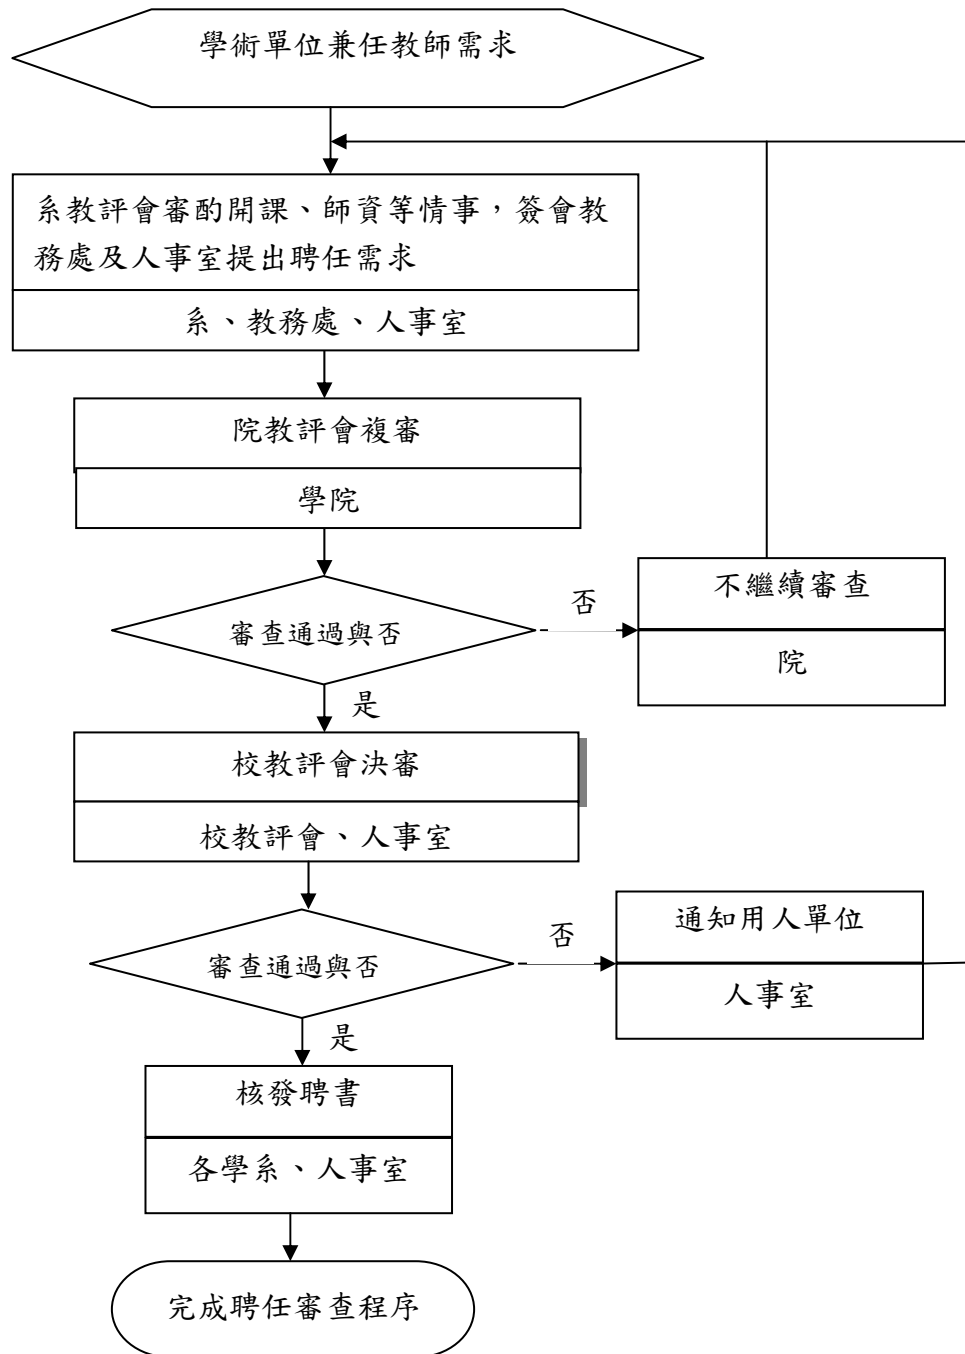 學術單位兼任教師需求
系教評會審酌開課、師資等情事，簽會教
務處及人事室提出聘任需求
系、教務處、人事室
院教評會複審
學院
審查通過與否
否
不繼續審查
院
是
校教評會決審
校教評會、人事室
審查通過與否
否
通知用人單位
人事室
是
核發聘書
各學系、人事室
完成聘任審查程序